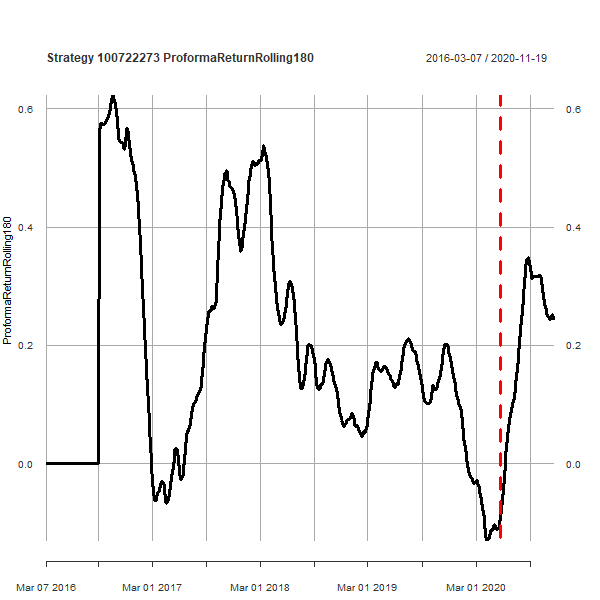 Strategy 100722273 ProformaReturnRolling180
2016-03-07 / 2020-11-19
0.6
0.6
0.4
0.4
ProformaReturnRolling180
0.2
0.2
0.0
0.0
Mar 07 2016
Mar 01 2017
Mar 01 2018
Mar 01 2019
Mar 01 2020